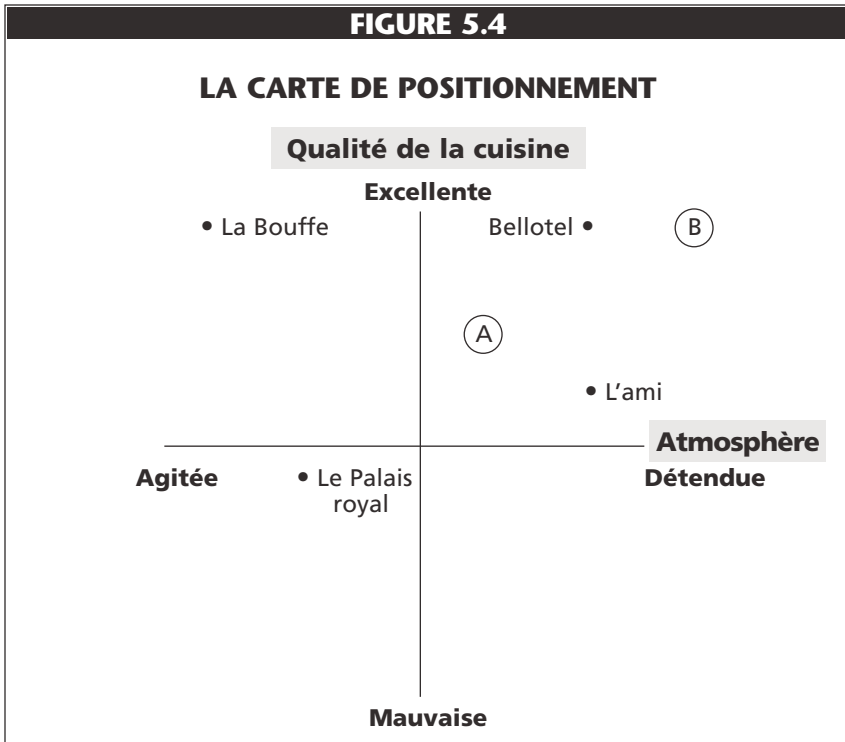 FIGURE 5.4
LA CARTE DE POSITIONNEMENT
Qualité de la cuisine
Excellente
• La Bouffe
Bellotel •
B
A
• L'ami
Atmosphère
Agitée
• Le Palais
royal
Détendue
Mauvaise